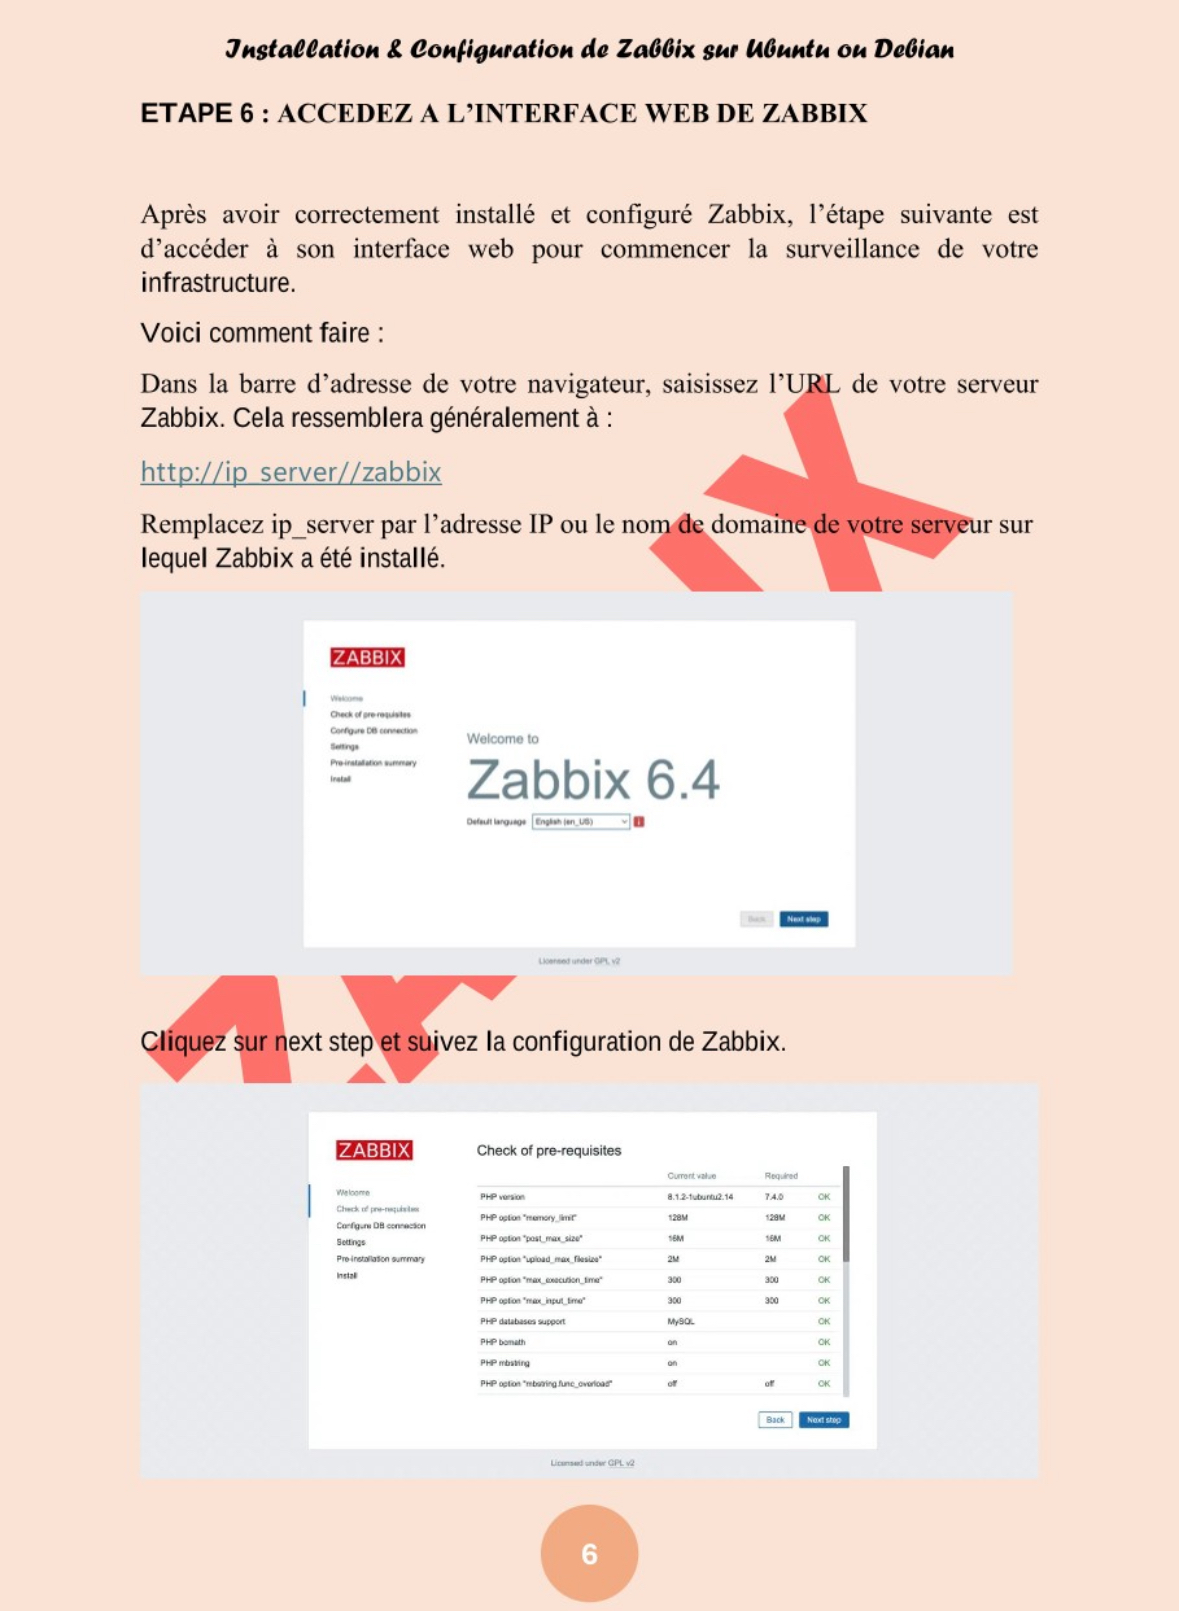 Installation & Configuration de Zabbix sur Ubuntu ou Debian
ETAPE 6 : ACCEDEZ A L’INTERFACE WEB DE ZABBIX
Après avoir correctement installé et configuré Zabbix, l’étape suivante est
d’accéder à son interface web pour commencer la surveillance de votre
infrastructure.
Voici comment faire :
Dans la barre d’adresse de votre navigateur, saisissez l’URL de votre serveur
Zabbix. Cela ressemblera généralement à :
http://ip_server//zabbix
Remplacez ip_server par l’adresse IP ou le nom de domaine de votre serveur sur
lequel Zabbix a été installé.
ZABBIX
Welcome
Check of pre-requisites
Configure DB connection
Settings
Pre-installation summary
Install
Welcome to
Zabbix 6.4
Default language English (en_US)
Back Next step
Licensed under GPL v2
Cliquez sur next step et suivez la configuration de Zabbix.
ZABBIX
Welcome
Check of pre-requisites
Configure DB connection
Settings
Pre-installation summary
Install
Check of pre-requisites
Current value Required
PHP version 8.1.2-1ubuntu2.14 7.4.0 OK
PHP option "memory_limit" 128M 128M OK
PHP option "post_max_size" 16M 16M OK
PHP option "upload_max_filesize" 2M 2M OK
PHP option "max_execution_time" 300 300 OK
PHP option "max_input_time" 300 300 OK
PHP databases support MySQL OK
PHP bcmath on OK
PHP mbstring on OK
PHP option "mbstring.func_overload" off off OK
Back Next step
Licensed under GPL v2
6